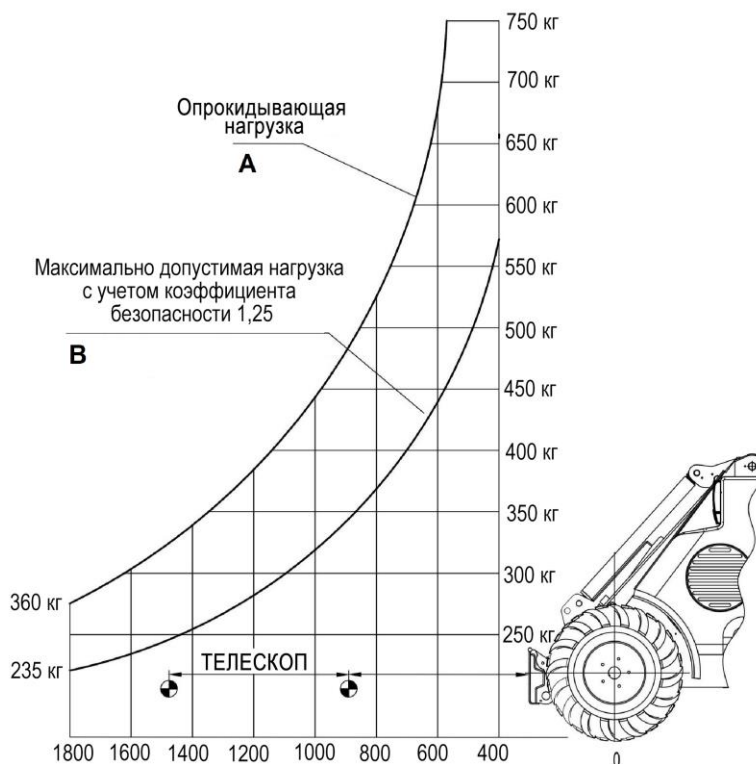 750 кг
700 кг
Опрокидывающая
нагрузка
650 кг
A
600 кг
Максимально допустимая нагрузка
с учетом коэффициента
безопасности 1,25
550 кг
B
500 кг
450 кг
400 кг
350 кг
300 кг
360 кг
250 кг
235 кг
ТЕЛЕСКОП
1800 1600 1400 1200 1000 800 600 400 0